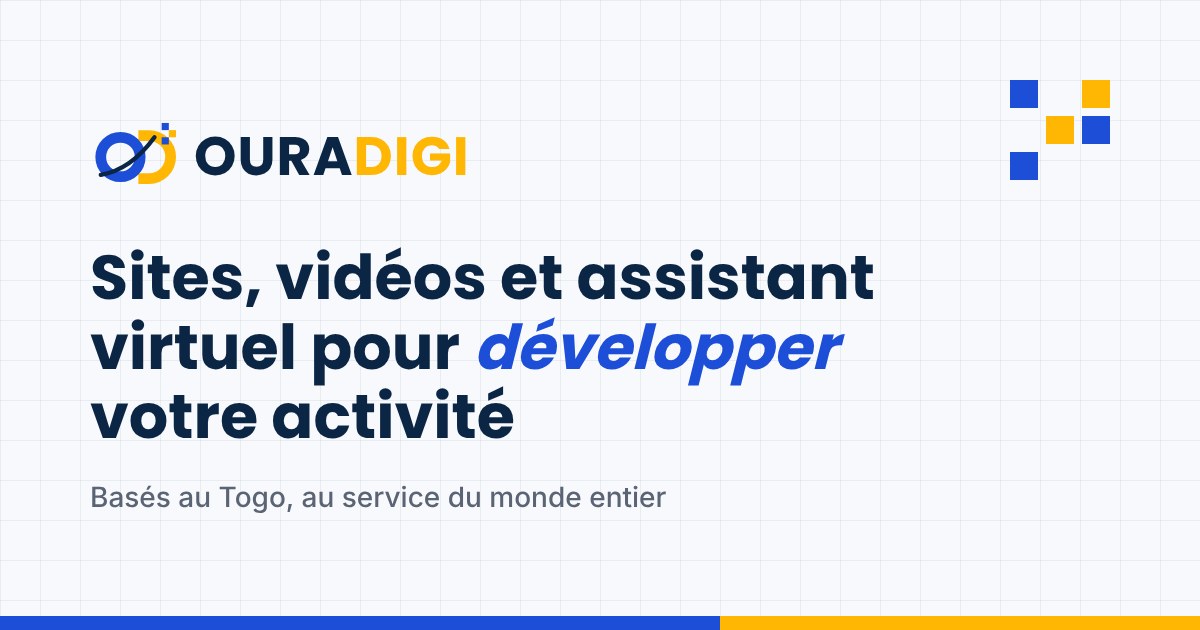 OURADIGI
Sites, vidéos et assistant
virtuel pour développer
votre activité
Basés au Togo, au service du monde entier